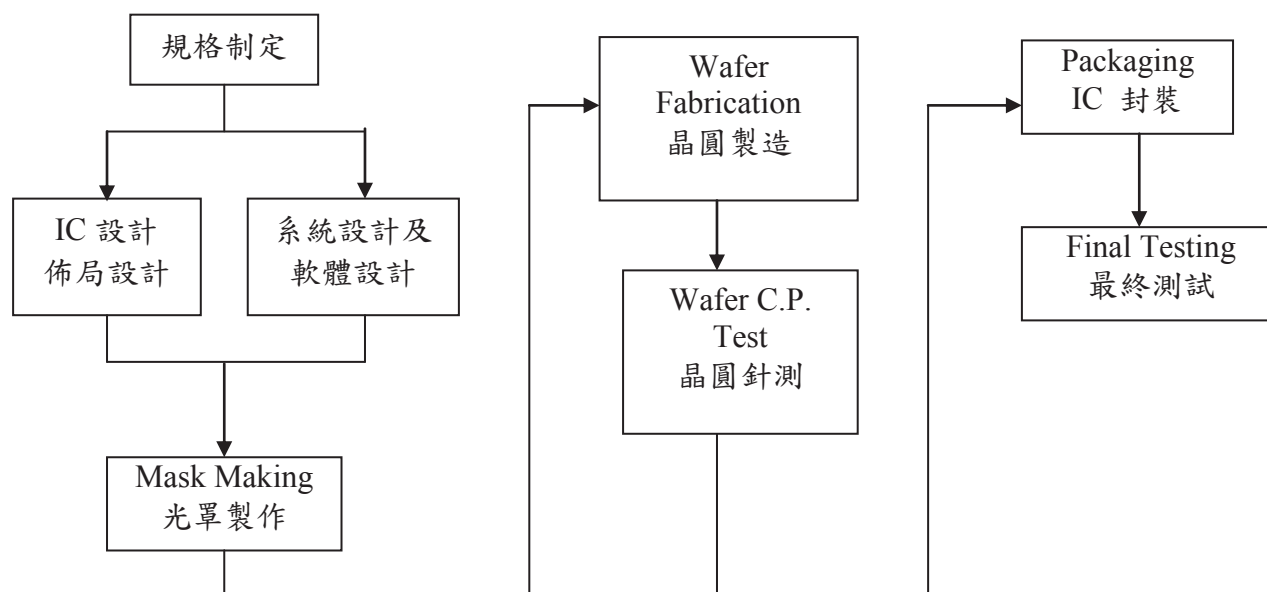 規格制定
IC 設計
佈局設計
系統設計及
軟體設計
Mask Making
光罩製作
Wafer
Fabrication
晶圓製造
Wafer C.P.
Test
晶圓針測
Packaging
IC 封裝
Final Testing
最終測試